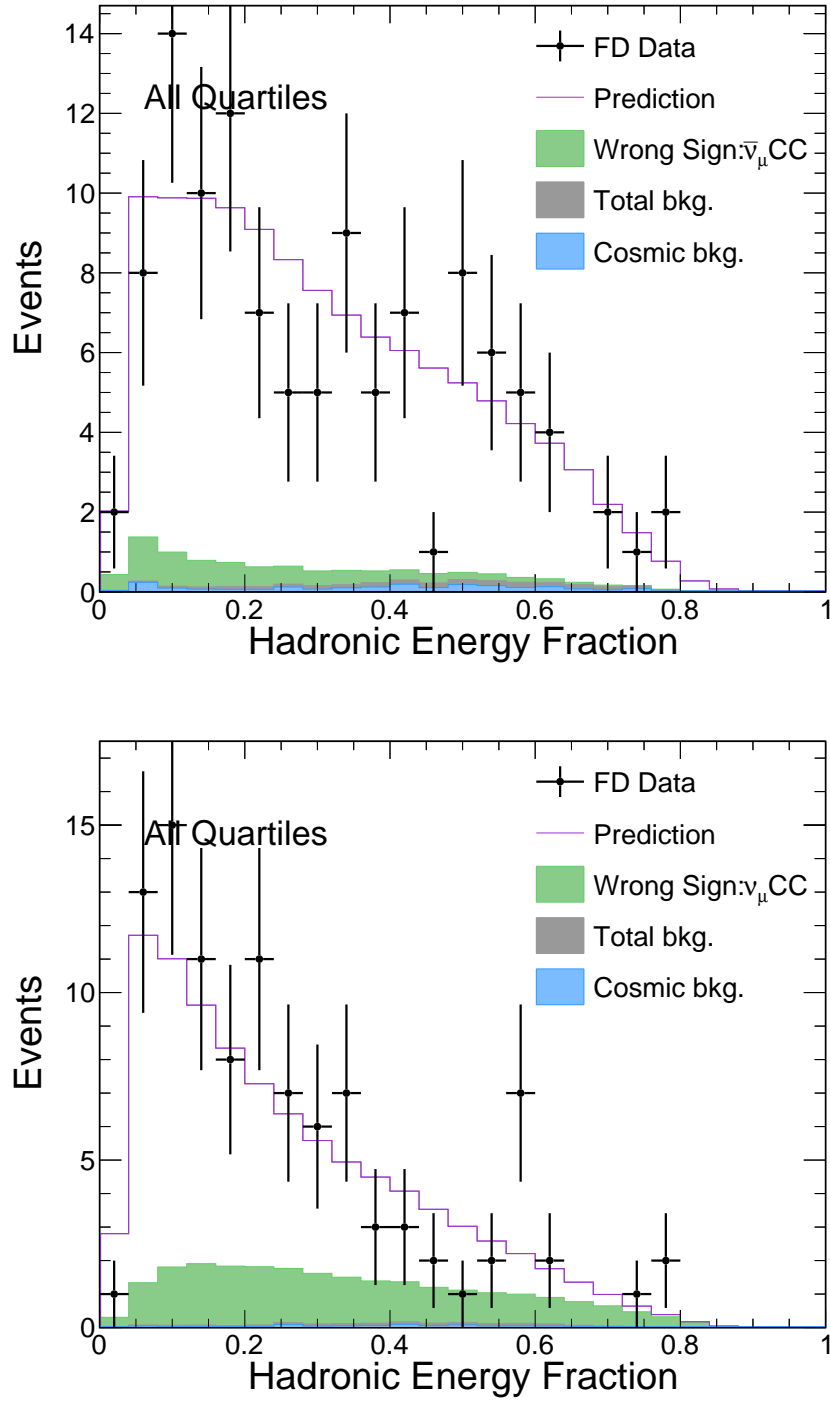 14
12
10
8
6
4
2
0
Events
All Quartiles
FD Data
Prediction
Wrong Sign:ν̅μCC
Total bkg.
Cosmic bkg.
0 0.2 0.4 0.6 0.8 1
Hadronic Energy Fraction
15
10
5
0
Events
All Quartiles
FD Data
Prediction
Wrong Sign:νμCC
Total bkg.
Cosmic bkg.
0 0.2 0.4 0.6 0.8 1
Hadronic Energy Fraction